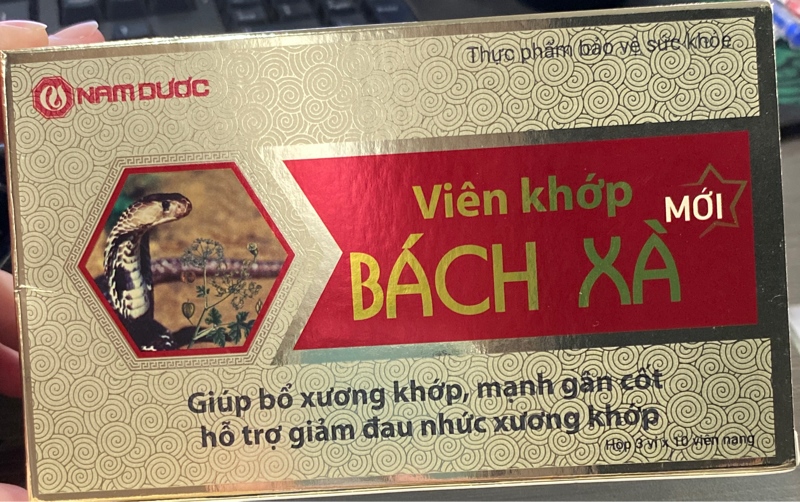 Thực phẩm bảo vệ sức khỏe
NAM DƯỢC
Viên khớp
MỚI
BÁCH XÀ
Giúp bổ xương khớp, mạnh gân cốt
hỗ trợ giảm đau nhức xương khớp
Hộp 3 vỉ x 10 viên nang